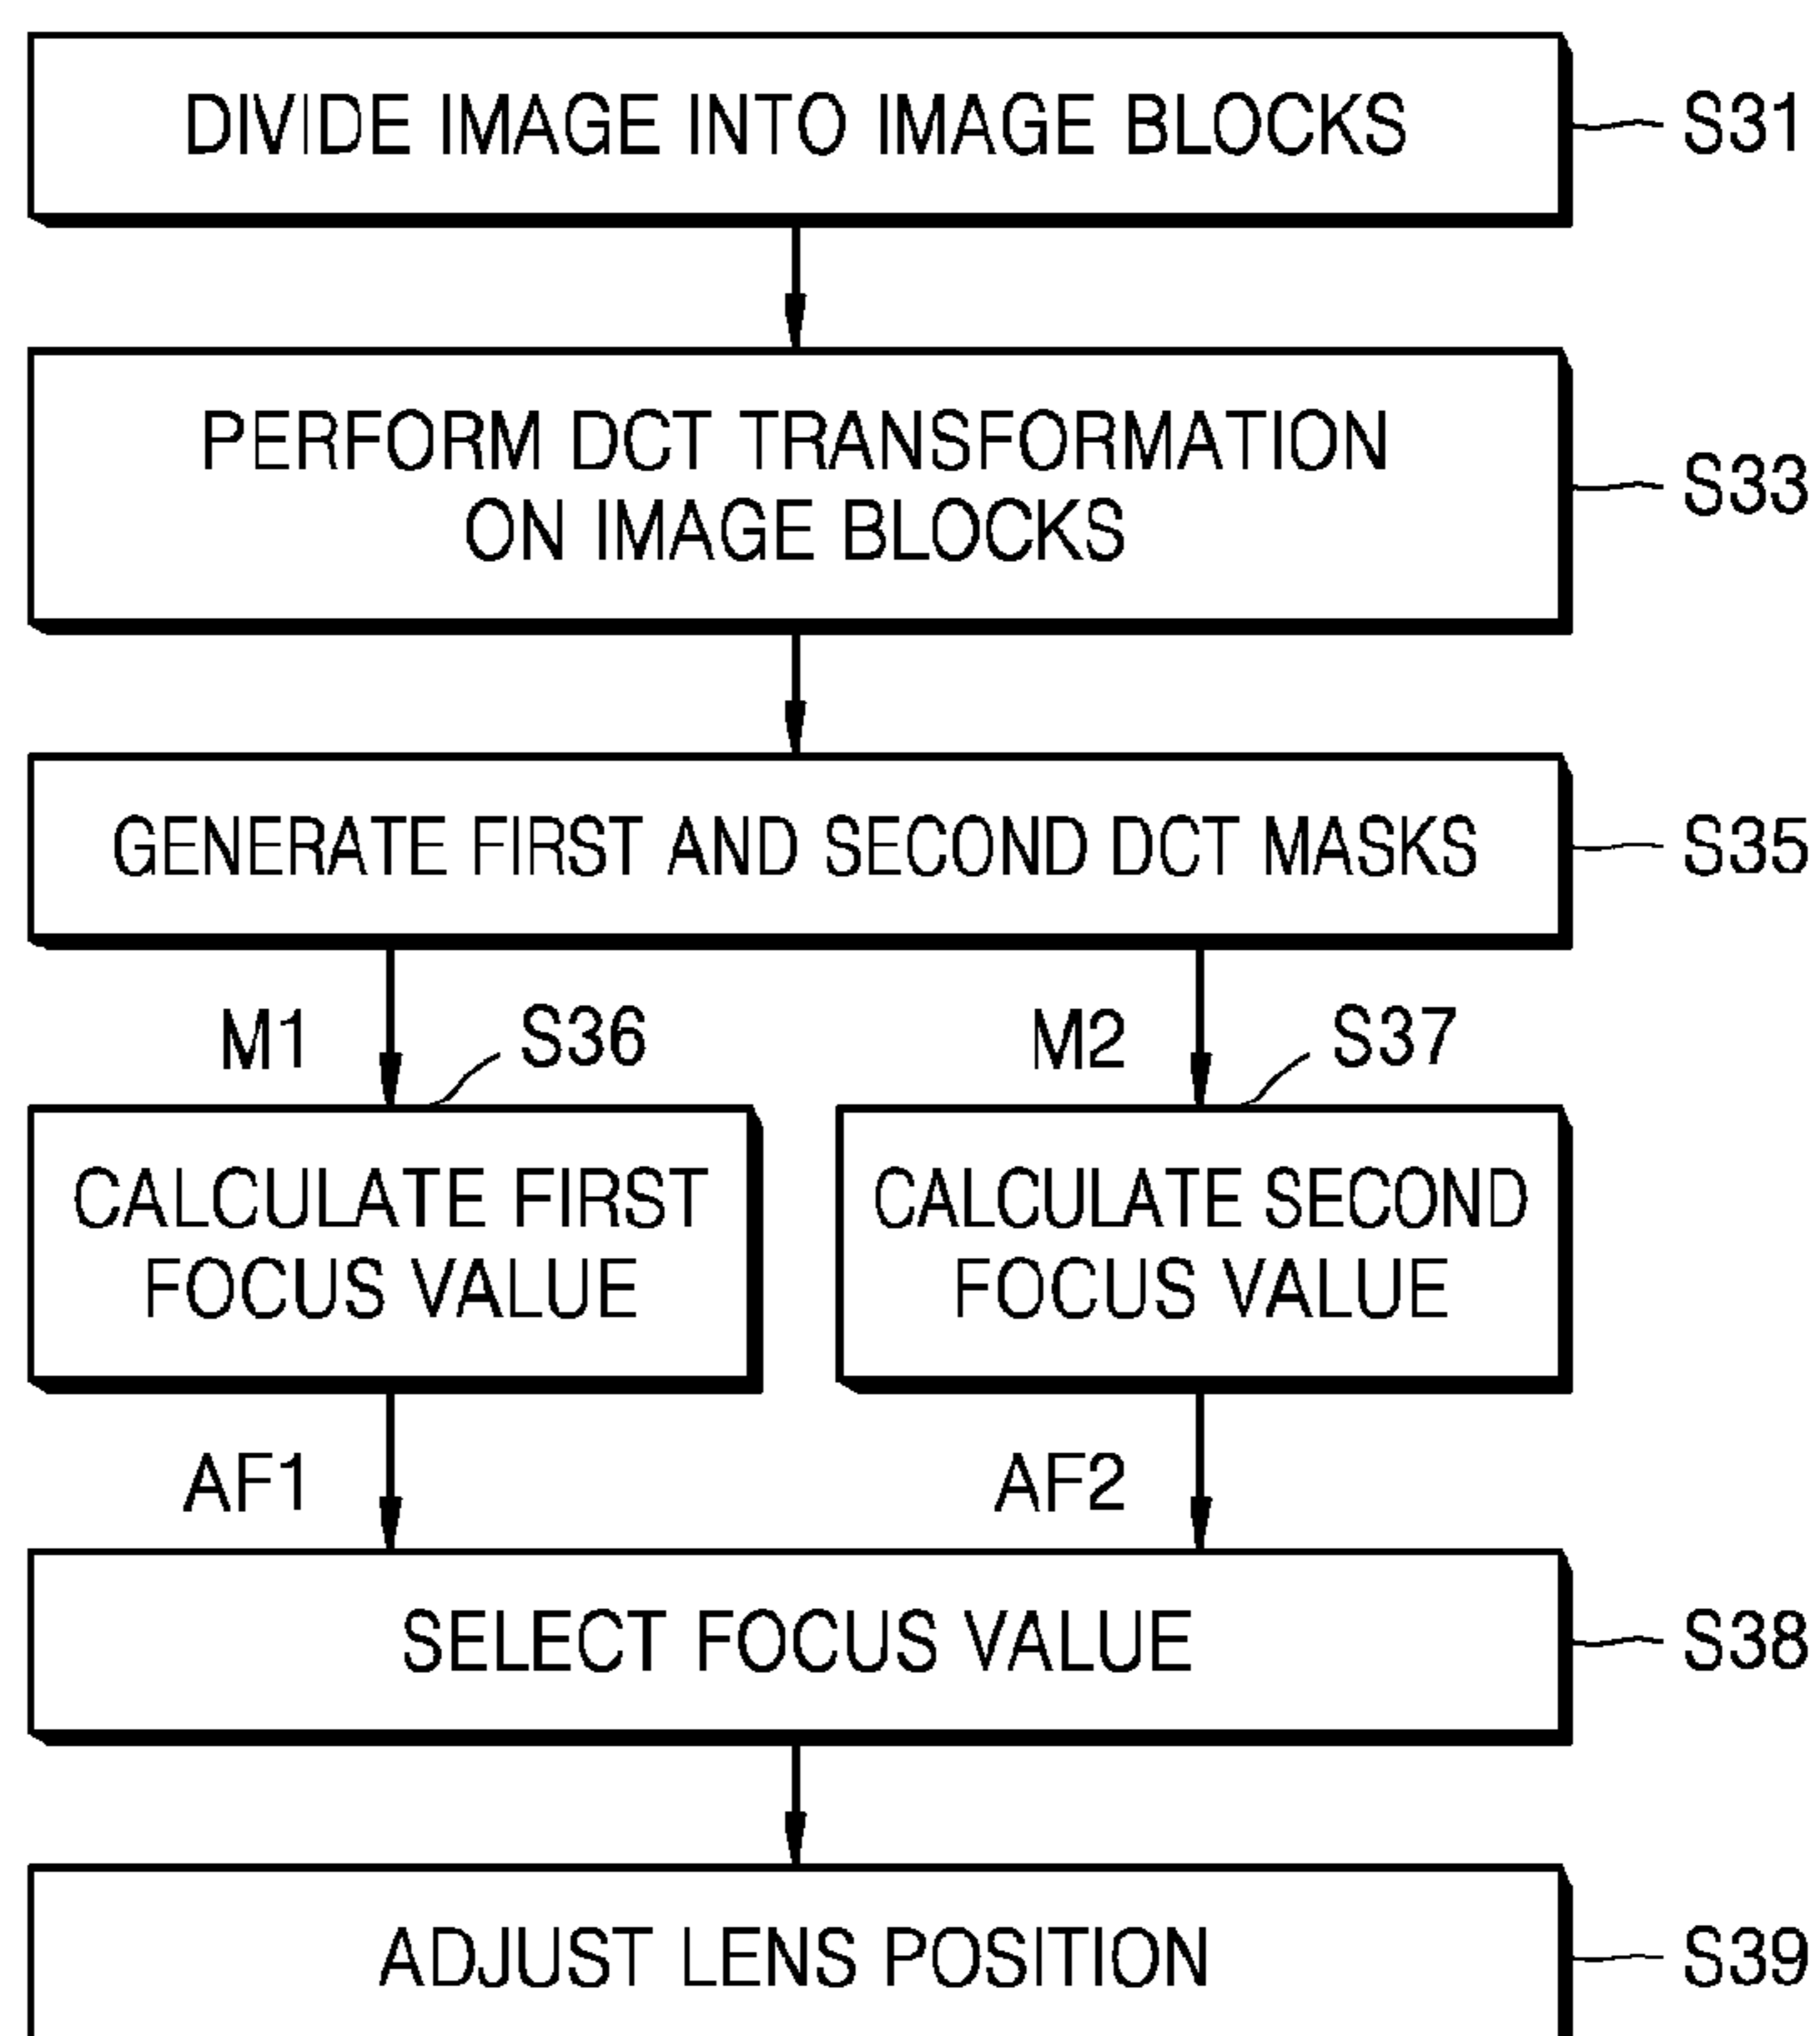 DIVIDE IMAGE INTO IMAGE BLOCKS
S31
PERFORM DCT TRANSFORMATION
ON IMAGE BLOCKS
S33
GENERATE FIRST AND SECOND DCT MASKS
S35
M1
S36
M2
S37
CALCULATE FIRST
FOCUS VALUE
CALCULATE SECOND
FOCUS VALUE
AF1
AF2
SELECT FOCUS VALUE
S38
ADJUST LENS POSITION
S39